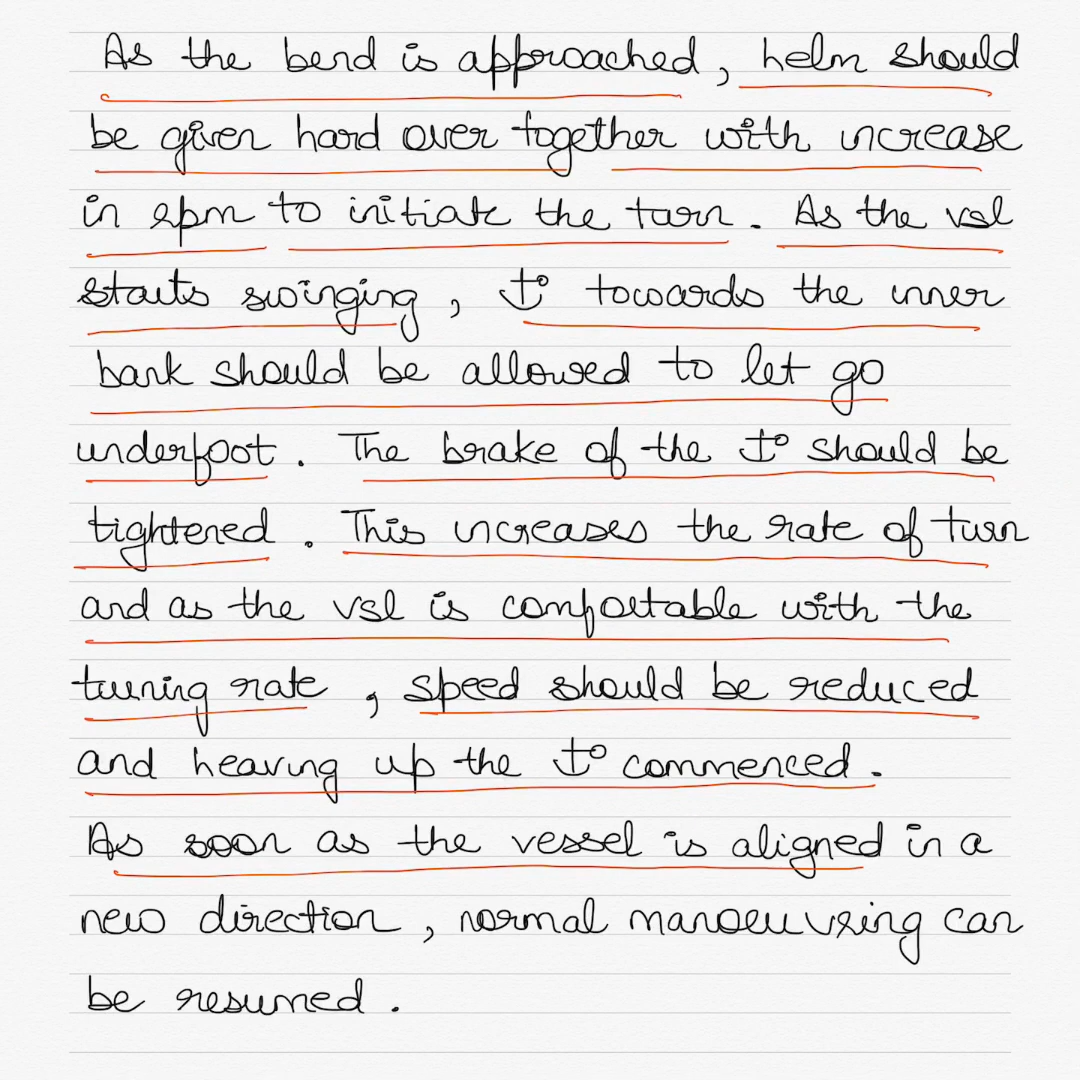 As the bend is approached, helm should
be given hard over together with increase
in rpm to initiate the turn. As the vsl
starts swinging, ⚓ towards the inner
bank should be allowed to let go
underfoot. The brake of the ⚓ should be
tightened. This increases the rate of turn
and as the vsl is comfortable with the
turning rate, speed should be reduced
and heaving up the ⚓ commenced.
As soon as the vessel is aligned in a
new direction, normal manoeuvring can
be resumed.